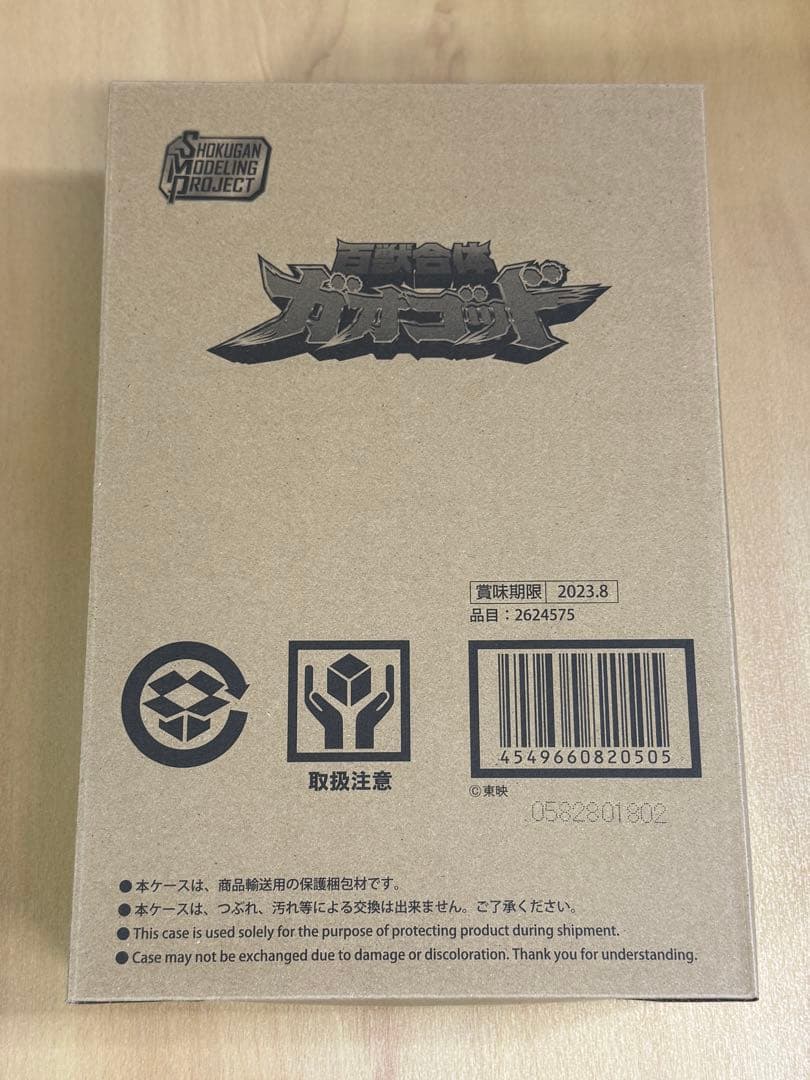 SHOKUGAN
MODELING
PROJECT
百獣合体
ガオゴッド
賞味期限 2023.8
品目：2624575
4549660820505
取扱注意
©東映
0582801802
●本ケースは、商品輸送用の保護梱包材です。
●本ケースは、つぶれ、汚れ等による交換は出来ません。ご了承ください。
●This case is used solely for the purpose of protecting product during shipment.
●Case may not be exchanged due to damage or discoloration. Thank you for understanding.